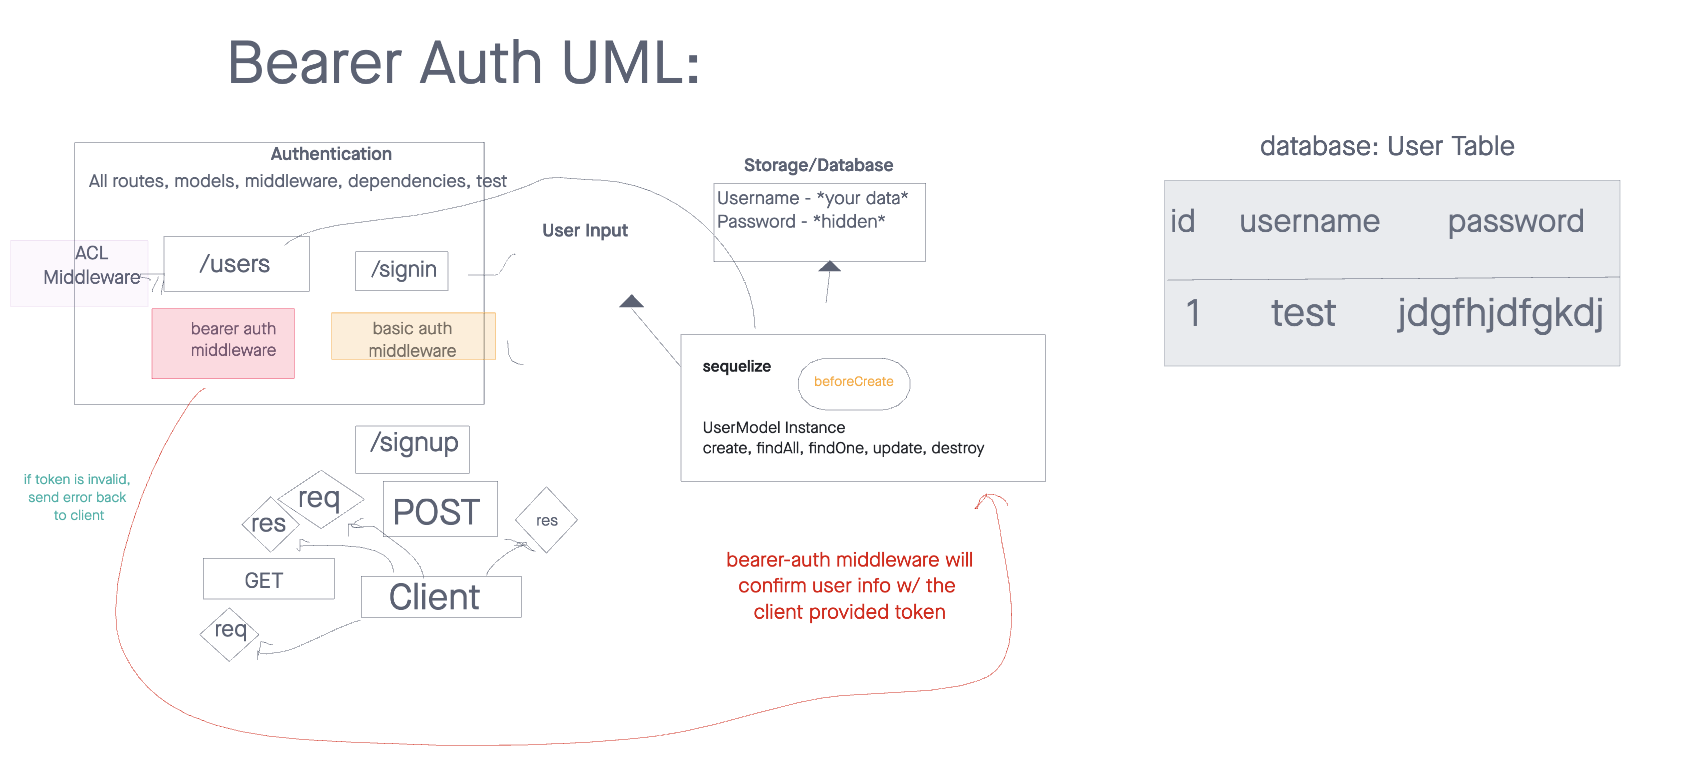 Bearer Auth UML:
Authentication
All routes, models, middleware, dependencies, test
ACL
Middleware
/users
/signin
bearer auth
middleware
basic auth
middleware
User Input
Storage/Database
Username - *your data*
Password - *hidden*
sequelize
beforeCreate
UserModel Instance
create, findAll, findOne, update, destroy
database: User Table
id username password
1 test jdgfhjdfgkdj
/signup
if token is invalid,
send error back
to client
req
res
POST
res
GET
Client
req
bearer-auth middleware will
confirm user info w/ the
client provided token